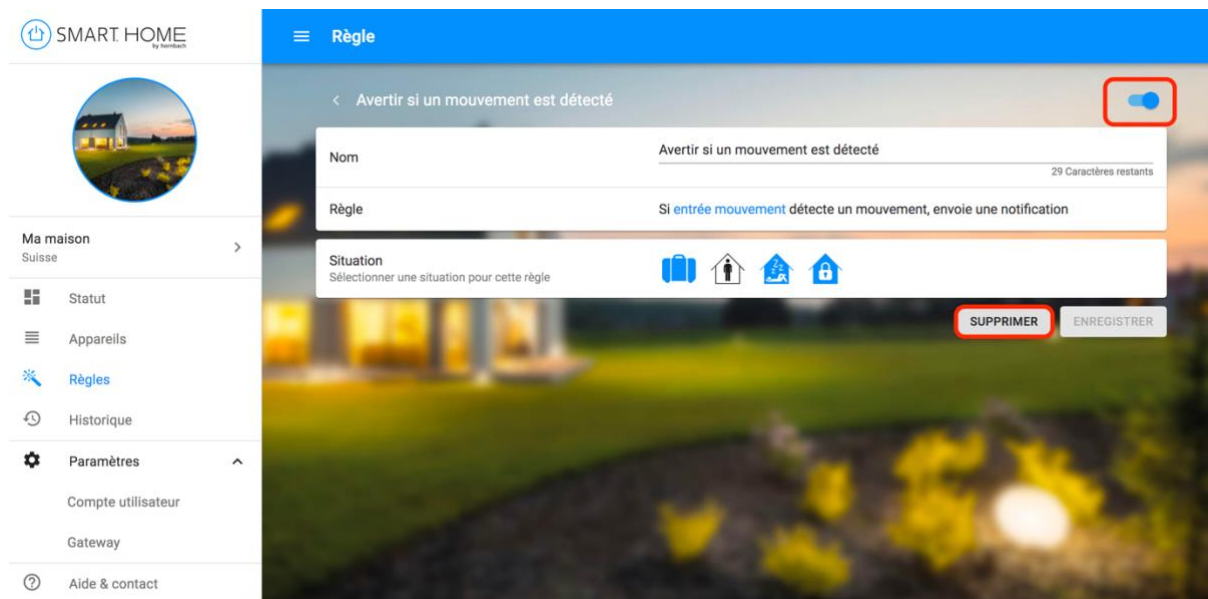 SMART HOME
by hornbach
Ma maison
Suisse
Statut
Appareils
Règles
Historique
Paramètres
Compte utilisateur
Gateway
Aide & contact
Règle
Avertir si un mouvement est détecté
Nom
Avertir si un mouvement est détecté
29 Caractères restants
Règle
Si entrée mouvement détecte un mouvement, envoie une notification
Situation
Sélectionner une situation pour cette règle
SUPPRIMER
ENREGISTRER